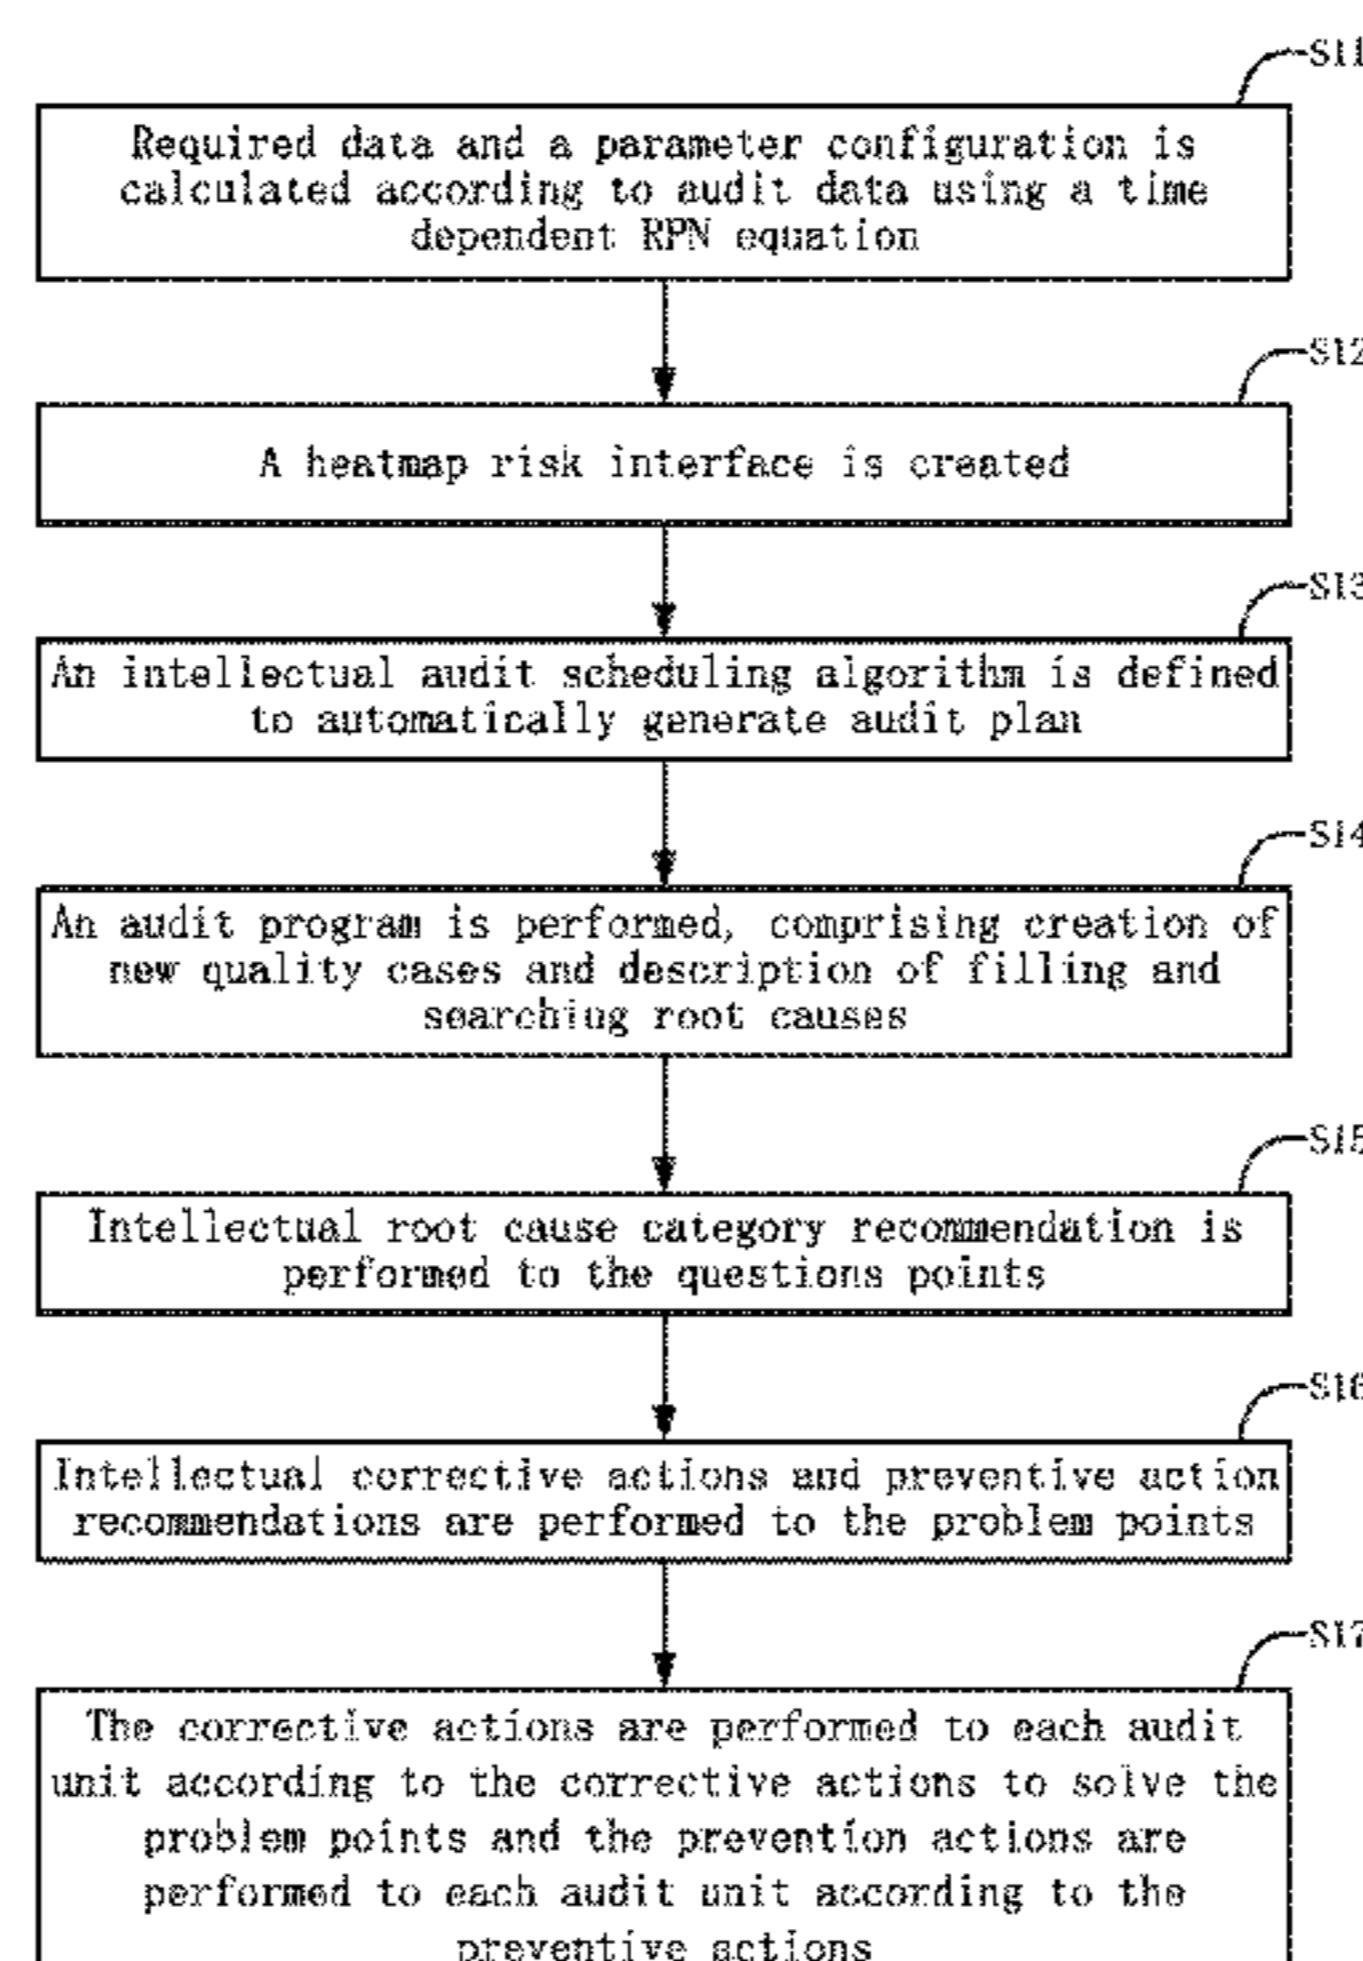 S11
Required data and a parameter configuration is
calculated according to audit data using a time
dependent RPN equation
S12
A heatmap risk interface is created
S13
An intellectual audit scheduling algorithm is defined
to automatically generate audit plan
S14
An audit program is performed, comprising creation of
new quality cases and description of filling and
searching root causes
S15
Intellectual root cause category recommendation is
performed to the questions points
S16
Intellectual corrective actions and preventive action
recommendations are performed to the problem points
S17
The corrective actions are performed to each audit
unit according to the corrective actions to solve the
problem points and the prevention actions are
performed to each audit unit according to the
preventive actions